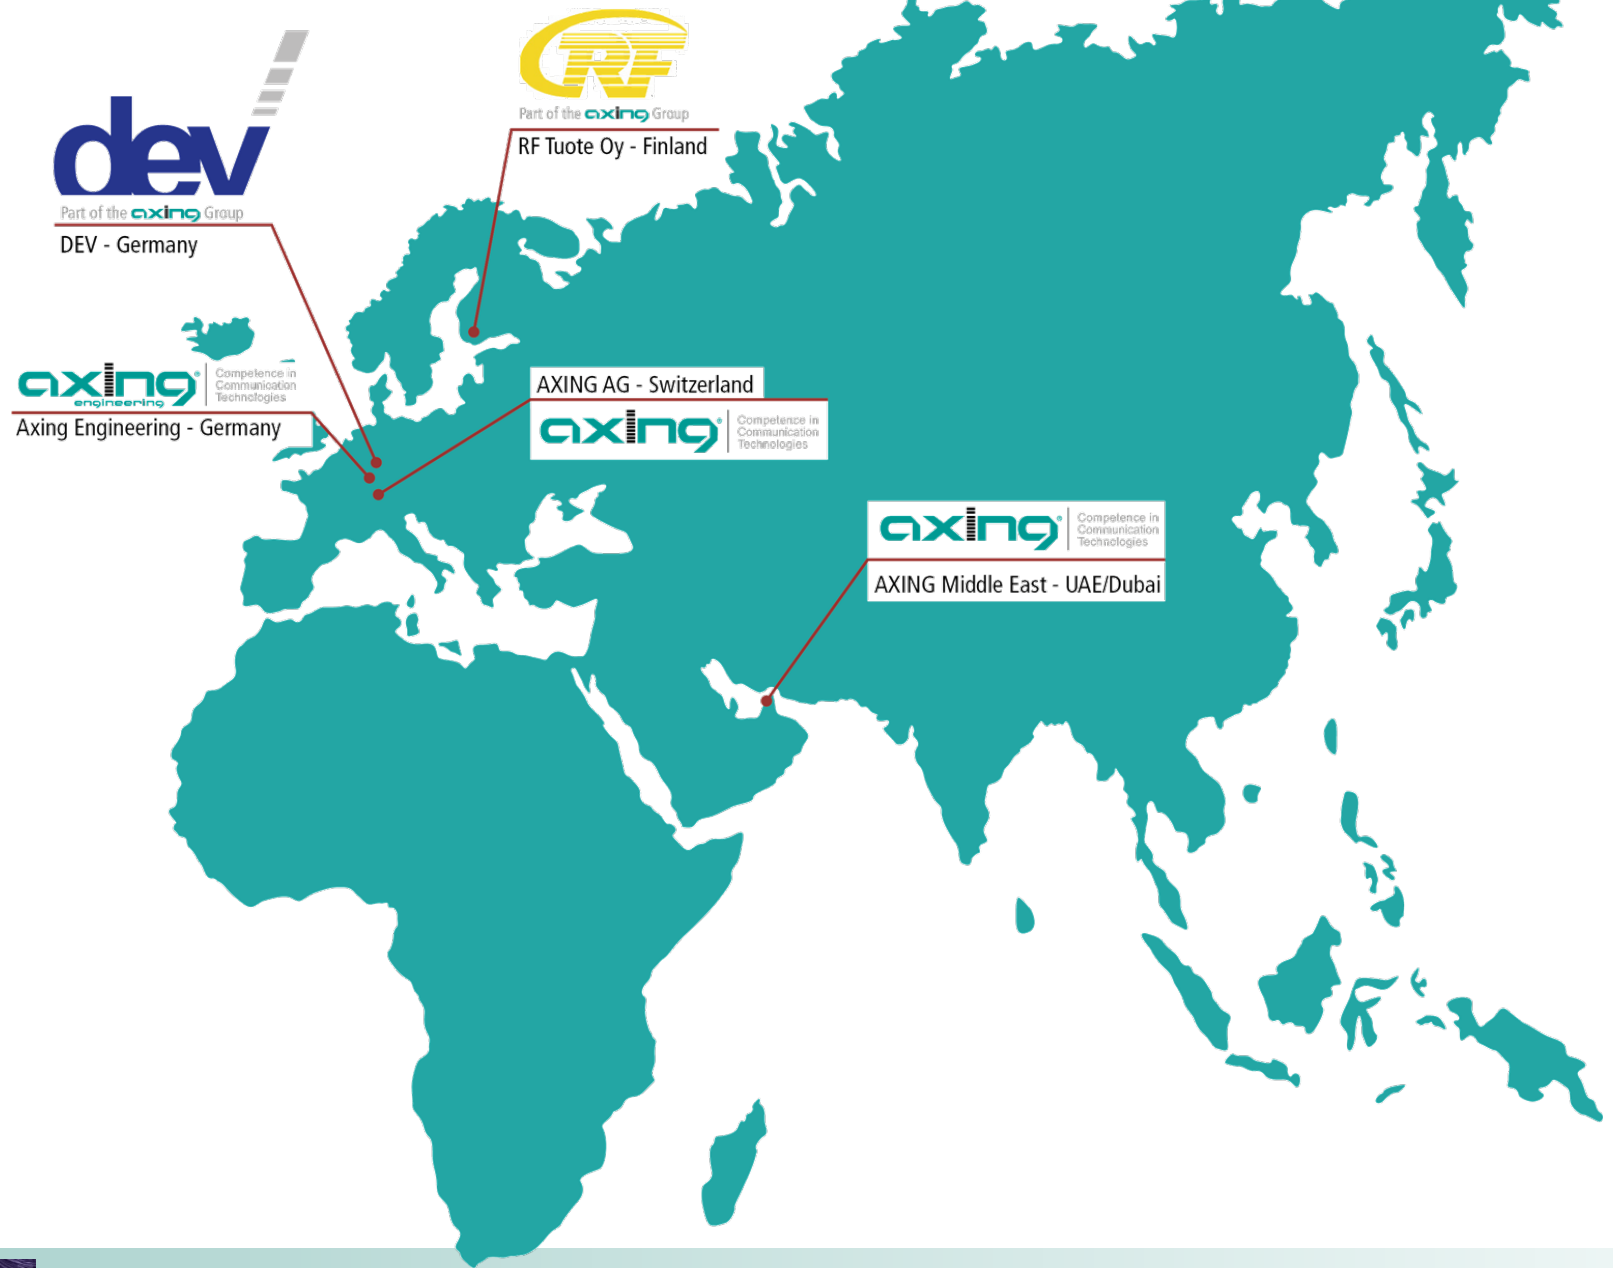 RF
Part of the axing Group
RF Tuote Oy - Finland
dev
Part of the axing Group
DEV - Germany
axing® Competence in
engineering Communication
Technologies
Axing Engineering - Germany
AXING AG - Switzerland
axing® Competence in
Communication
Technologies
axing® Competence in
Communication
Technologies
AXING Middle East - UAE/Dubai